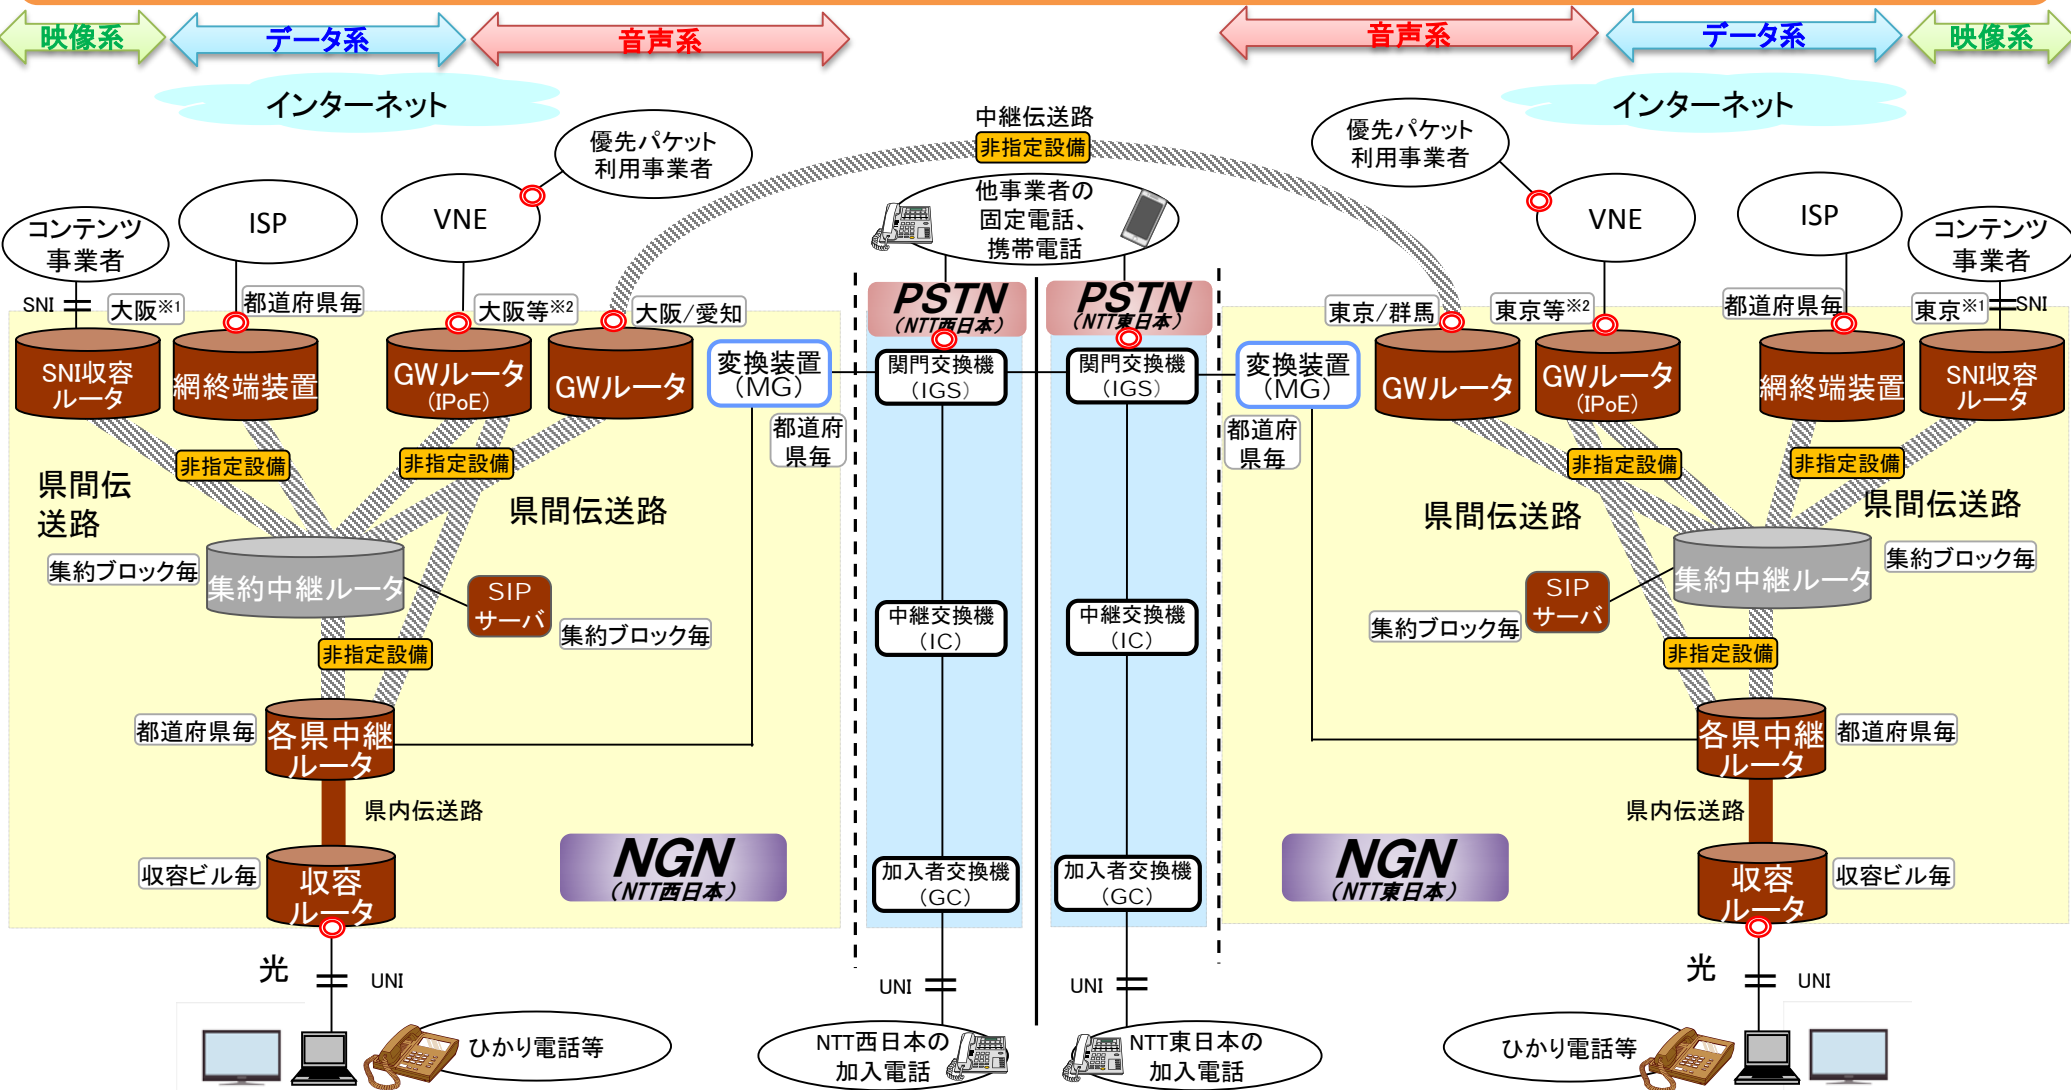 映像系
データ系
音声系
音声系
データ系
映像系
インターネット
インターネット
中継伝送路
非指定設備
優先パケット
利用事業者
優先パケット
利用事業者
コンテンツ
事業者
ISP
VNE
他事業者の
固定電話、
携帯電話
VNE
ISP
コンテンツ
事業者
SNI
大阪※1
都道府県毎
大阪等※2
大阪/愛知
PSTN
（NTT西日本）
PSTN
（NTT東日本）
東京/群馬
東京等※2
都道府県毎
東京※1
SNI
SNI収容
ルータ
網終端装置
GWルータ
（IPoE）
GWルータ
変換装置
（MG）
関門交換機
（IGS）
関門交換機
（IGS）
変換装置
（MG）
GWルータ
GWルータ
（IPoE）
網終端装置
SNI収容
ルータ
都道府
県毎
都道府
県毎
非指定設備
非指定設備
非指定設備
非指定設備
県間伝
送路
県間伝送路
県間伝送路
県間伝送路
集約ブロック毎
集約中継ルータ
SIP
サーバ
集約ブロック毎
中継交換機
（IC）
中継交換機
（IC）
集約ブロック毎
SIP
サーバ
集約中継ルータ
集約ブロック毎
非指定設備
非指定設備
都道府県毎
各県中継
ルータ
各県中継
ルータ
都道府県毎
県内伝送路
県内伝送路
収容ビル毎
収容
ルータ
NGN
（NTT西日本）
加入者交換機
（GC）
加入者交換機
（GC）
NGN
（NTT東日本）
収容
ルータ
収容ビル毎
光
UNI
UNI
UNI
光
UNI
ひかり電話等
NTT西日本の
加入電話
NTT東日本の
加入電話
ひかり電話等